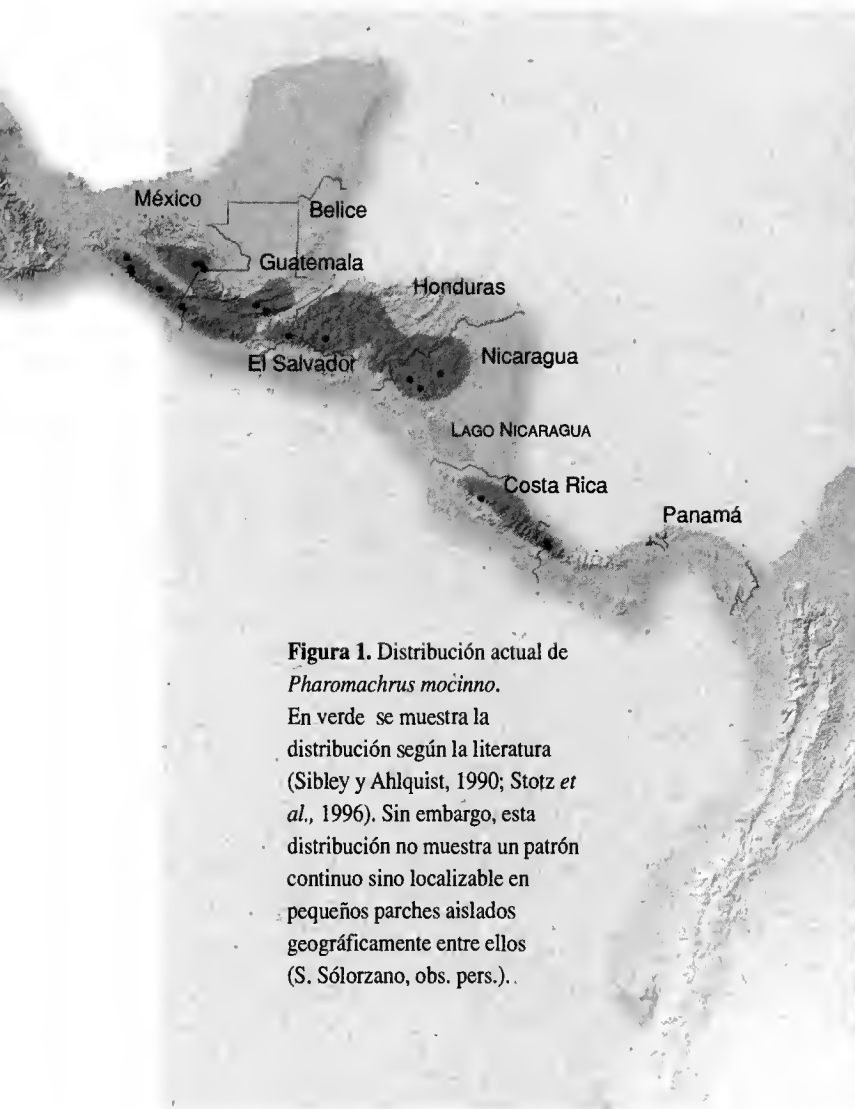 México
Belice
Guatemala
Honduras
El Salvador
Nicaragua
LAGO NICARAGUA
Costa Rica
Panamá
Figura 1. Distribución actual de
Pharomachrus mocinno.
En verde se muestra la
distribución según la literatura
(Sibley y Ahlquist, 1990; Stotz et
al., 1996). Sin embargo, esta
distribución no muestra un patrón
continuo sino localizable en
pequeños parches aislados
geográficamente entre ellos
(S. Sólorzano, obs. pers.).